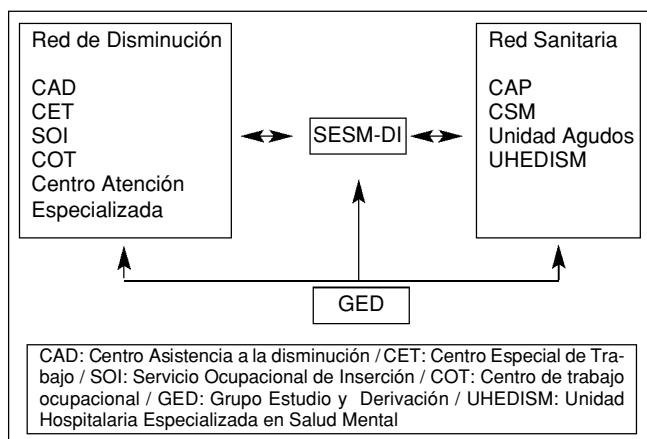 Red de Disminución
CAD
CET
SOI
COT
Centro Atención
Especializada
SESM-DI
Red Sanitaria
CAP
CSM
Unidad Agudos
UHEDISM
GED
CAD: Centro Asistencia a la disminución / CET: Centro Especial de Tra-
bajo / SOI: Servicio Ocupacional de Inserción / COT: Centro de trabajo
ocupacional / GED: Grupo Estudio y Derivación / UHEDISM: Unidad
Hospitalaria Especializada en Salud Mental